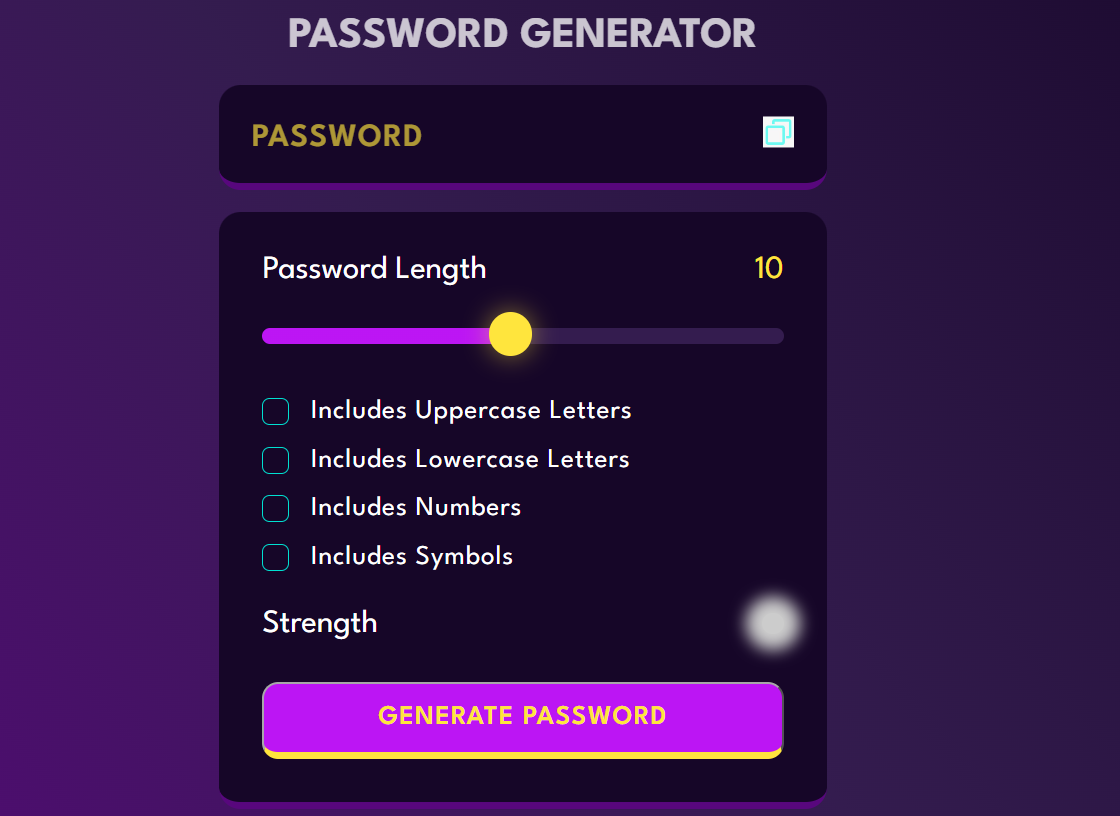 PASSWORD GENERATOR
PASSWORD
Password Length 10
Includes Uppercase Letters
Includes Lowercase Letters
Includes Numbers
Includes Symbols
Strength
GENERATE PASSWORD